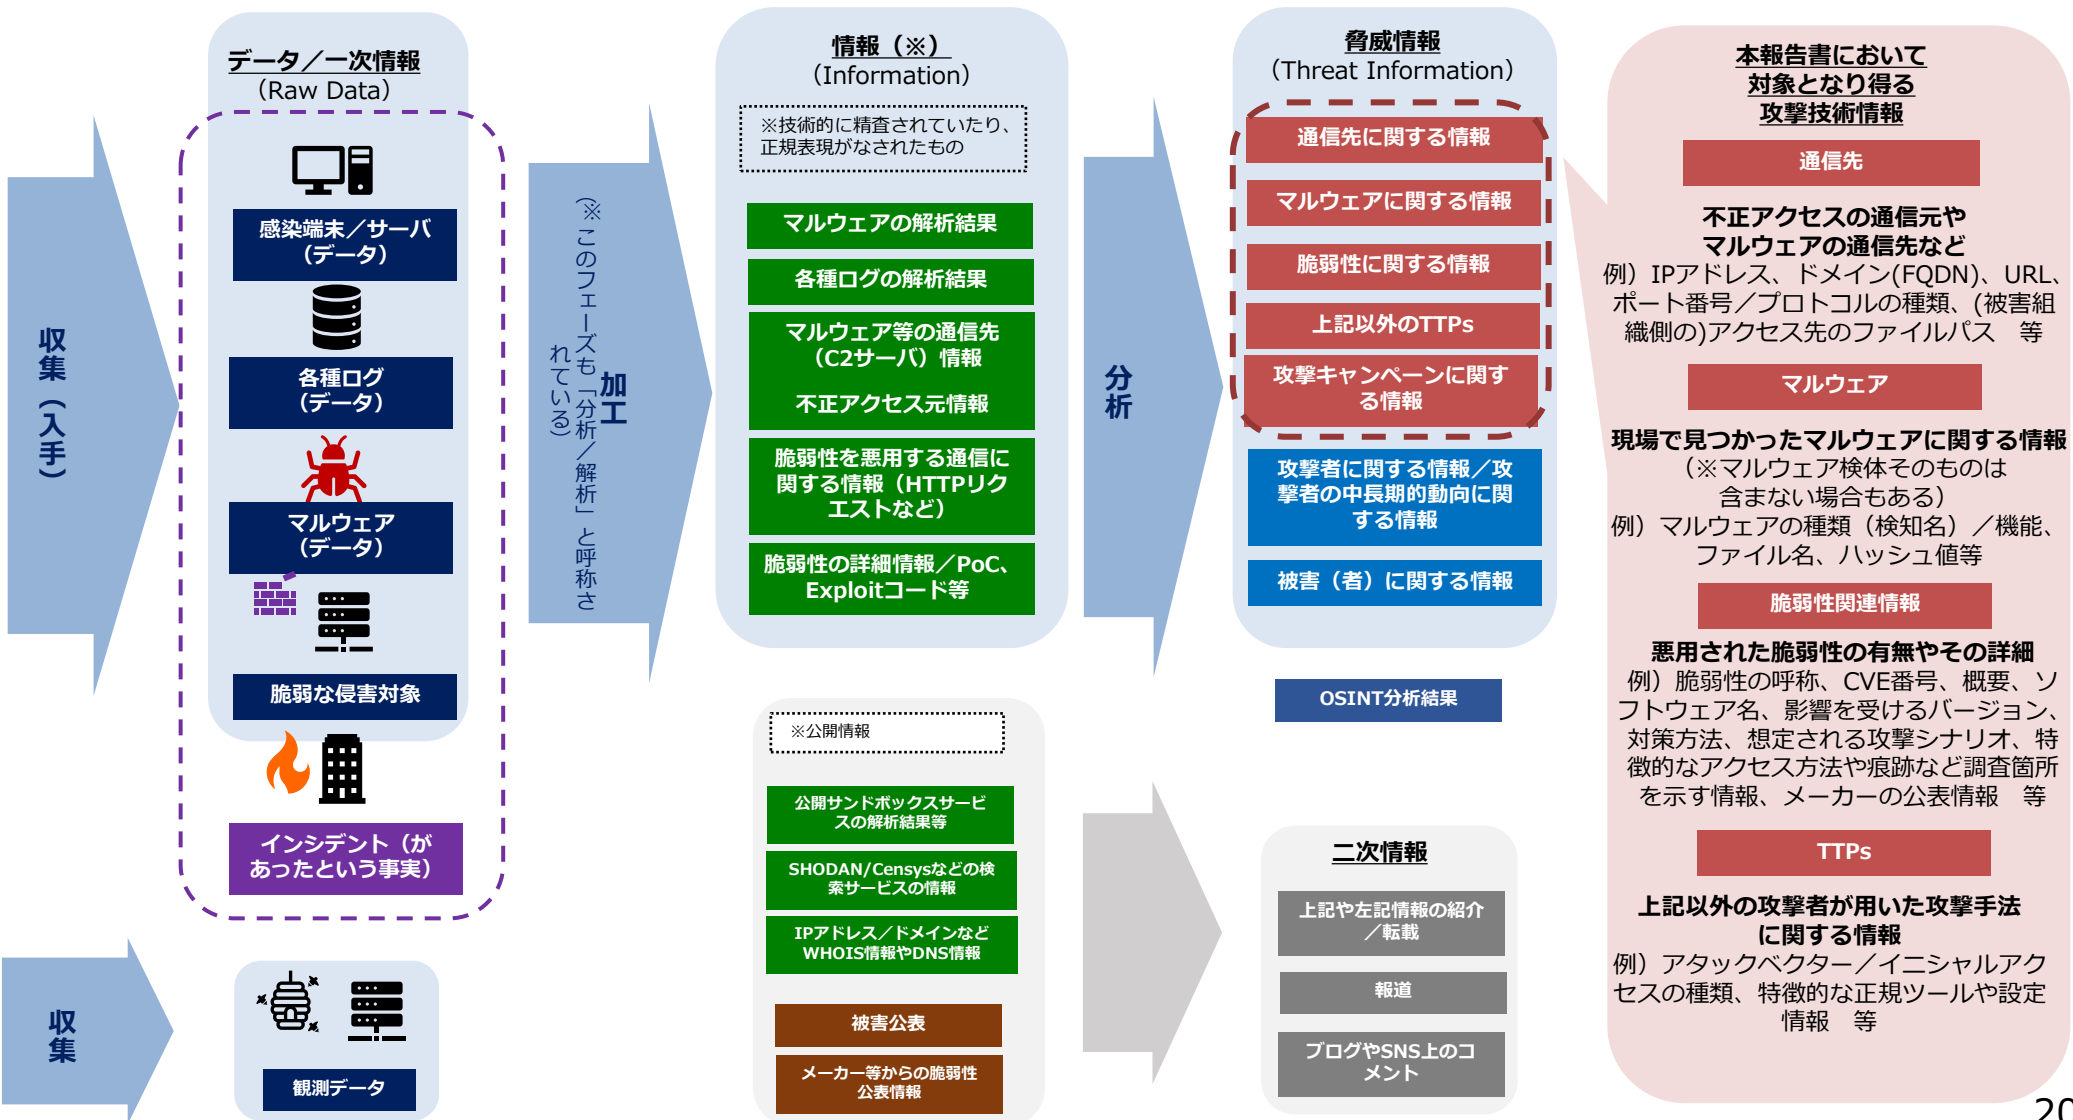 収集（入手）
データ／一次情報
（Raw Data）
感染端末／サーバ
（データ）
各種ログ
（データ）
マルウェア
（データ）
脆弱な侵害対象
インシデント（が
あったという事実）
収集
観測データ
加工
（※このフェーズも「分析／解析」と呼称さ
れている）
情報（※）
（Information）
※技術的に精査されていたり、
正規表現がなされたもの
マルウェアの解析結果
各種ログの解析結果
マルウェア等の通信先
（C2サーバ）情報
不正アクセス元情報
脆弱性を悪用する通信に
関する情報（HTTPリク
エストなど）
脆弱性の詳細情報／PoC、
Exploitコード等
※公開情報
公開サンドボックスサービ
スの解析結果等
SHODAN/Censysなどの検
索サービスの情報
IPアドレス／ドメインなど
WHOIS情報やDNS情報
被害公表
メーカー等からの脆弱性
公表情報
分析
脅威情報
（Threat Information）
通信先に関する情報
マルウェアに関する情報
脆弱性に関する情報
上記以外のTTPs
攻撃キャンペーンに関す
る情報
攻撃者に関する情報／攻
撃者の中長期的動向に関
する情報
被害（者）に関する情報
OSINT分析結果
二次情報
上記や左記情報の紹介
／転載
報道
ブログやSNS上のコ
メント
本報告書において
対象となり得る
攻撃技術情報
通信先
不正アクセスの通信元や
マルウェアの通信先など
例）IPアドレス、ドメイン(FQDN)、URL、
ポート番号／プロトコルの種類、(被害組
織側の)アクセス先のファイルパス　等
マルウェア
現場で見つかったマルウェアに関する情報
（※マルウェア検体そのものは
含まない場合もある）
例）マルウェアの種類（検知名）／機能、
ファイル名、ハッシュ値等
脆弱性関連情報
悪用された脆弱性の有無やその詳細
例）脆弱性の呼称、CVE番号、概要、ソ
フトウェア名、影響を受けるバージョン、
対策方法、想定される攻撃シナリオ、特
徴的なアクセス方法や痕跡など調査箇所
を示す情報、メーカーの公表情報　等
TTPs
上記以外の攻撃者が用いた攻撃手法
に関する情報
例）アタックベクター／イニシャルアク
セスの種類、特徴的な正規ツールや設定
情報　等
20